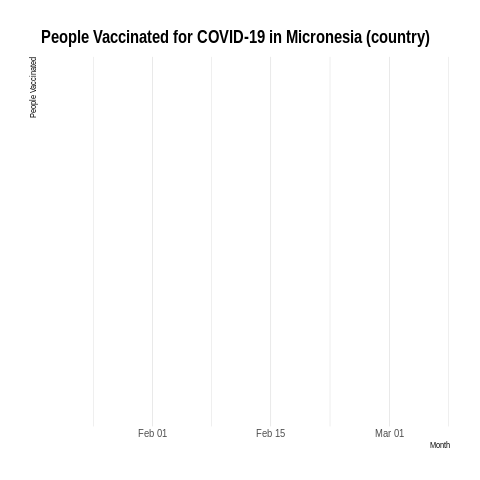 People Vaccinated for COVID-19 in Micronesia (country)
People Vaccinated
Feb 01
Feb 15
Mar 01
Month